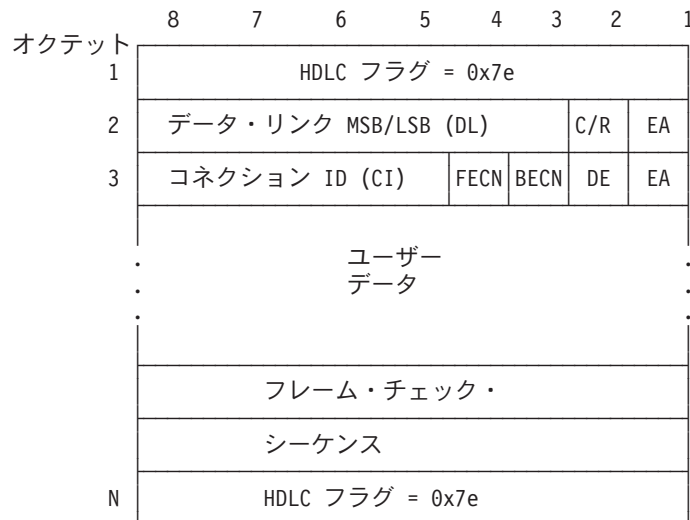 8 7 6 5 4 3 2 1
オクテット
1 HDLC フラグ = 0x7e
2 データ・リンク MSB/LSB (DL) C/R EA
3 コネクション ID (CI) FECN BECN DE EA
ユーザー
データ
フレーム・チェック・
シーケンス
N HDLC フラグ = 0x7e